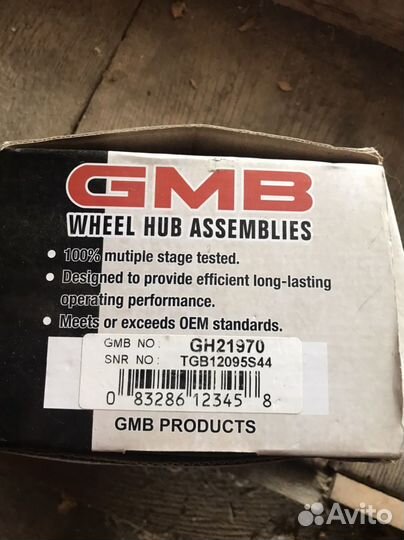 GMB
WHEEL HUB ASSEMBLIES
• 100% mutiple stage tested.
• Designed to provide efficient long-lasting
operating performance.
• Meets or exceeds OEM standards.
GMB NO: GH21970
SNR NO: TGB12095S44
0 83286 12345 8
GMB PRODUCTS
Avito